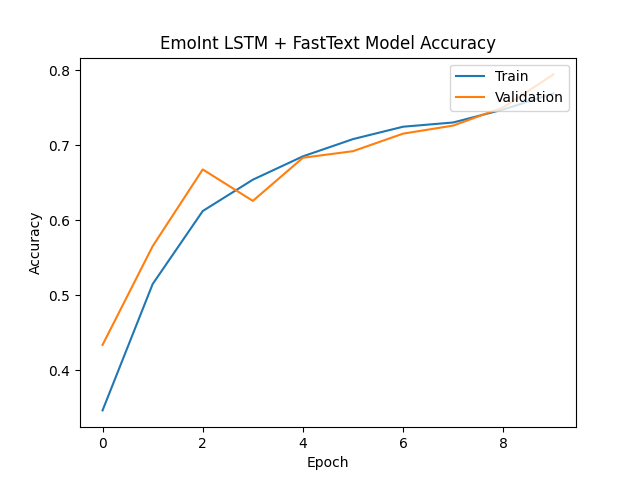 EmoInt LSTM + FastText Model Accuracy
Train
Validation
0.8
0.7
0.6
0.5
0.4
Accuracy
0
2
4
6
8
Epoch